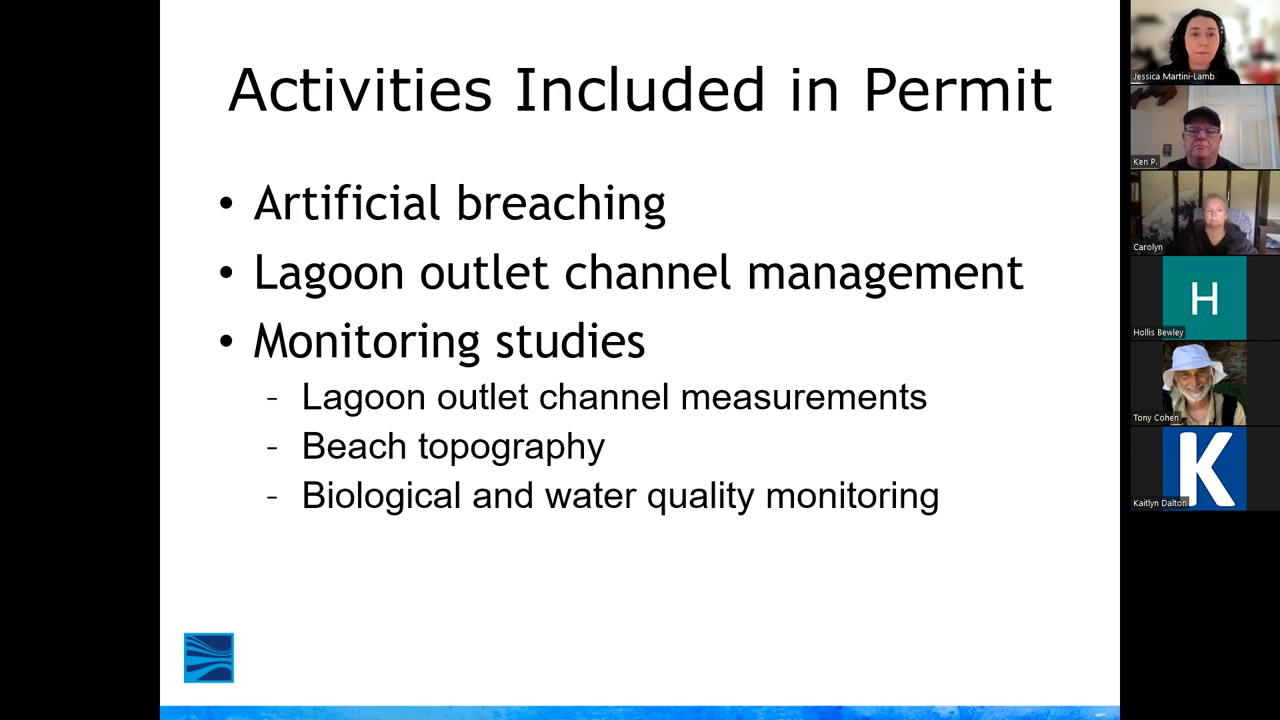 Activities Included in Permit
• Artificial breaching
• Lagoon outlet channel management
• Monitoring studies
- Lagoon outlet channel measurements
- Beach topography
- Biological and water quality monitoring
Jessica Martini-Lamb
Ken P.
Carolyn
H
Hollis Bewley
Tony Cohen
K
Kaitlyn Dalton